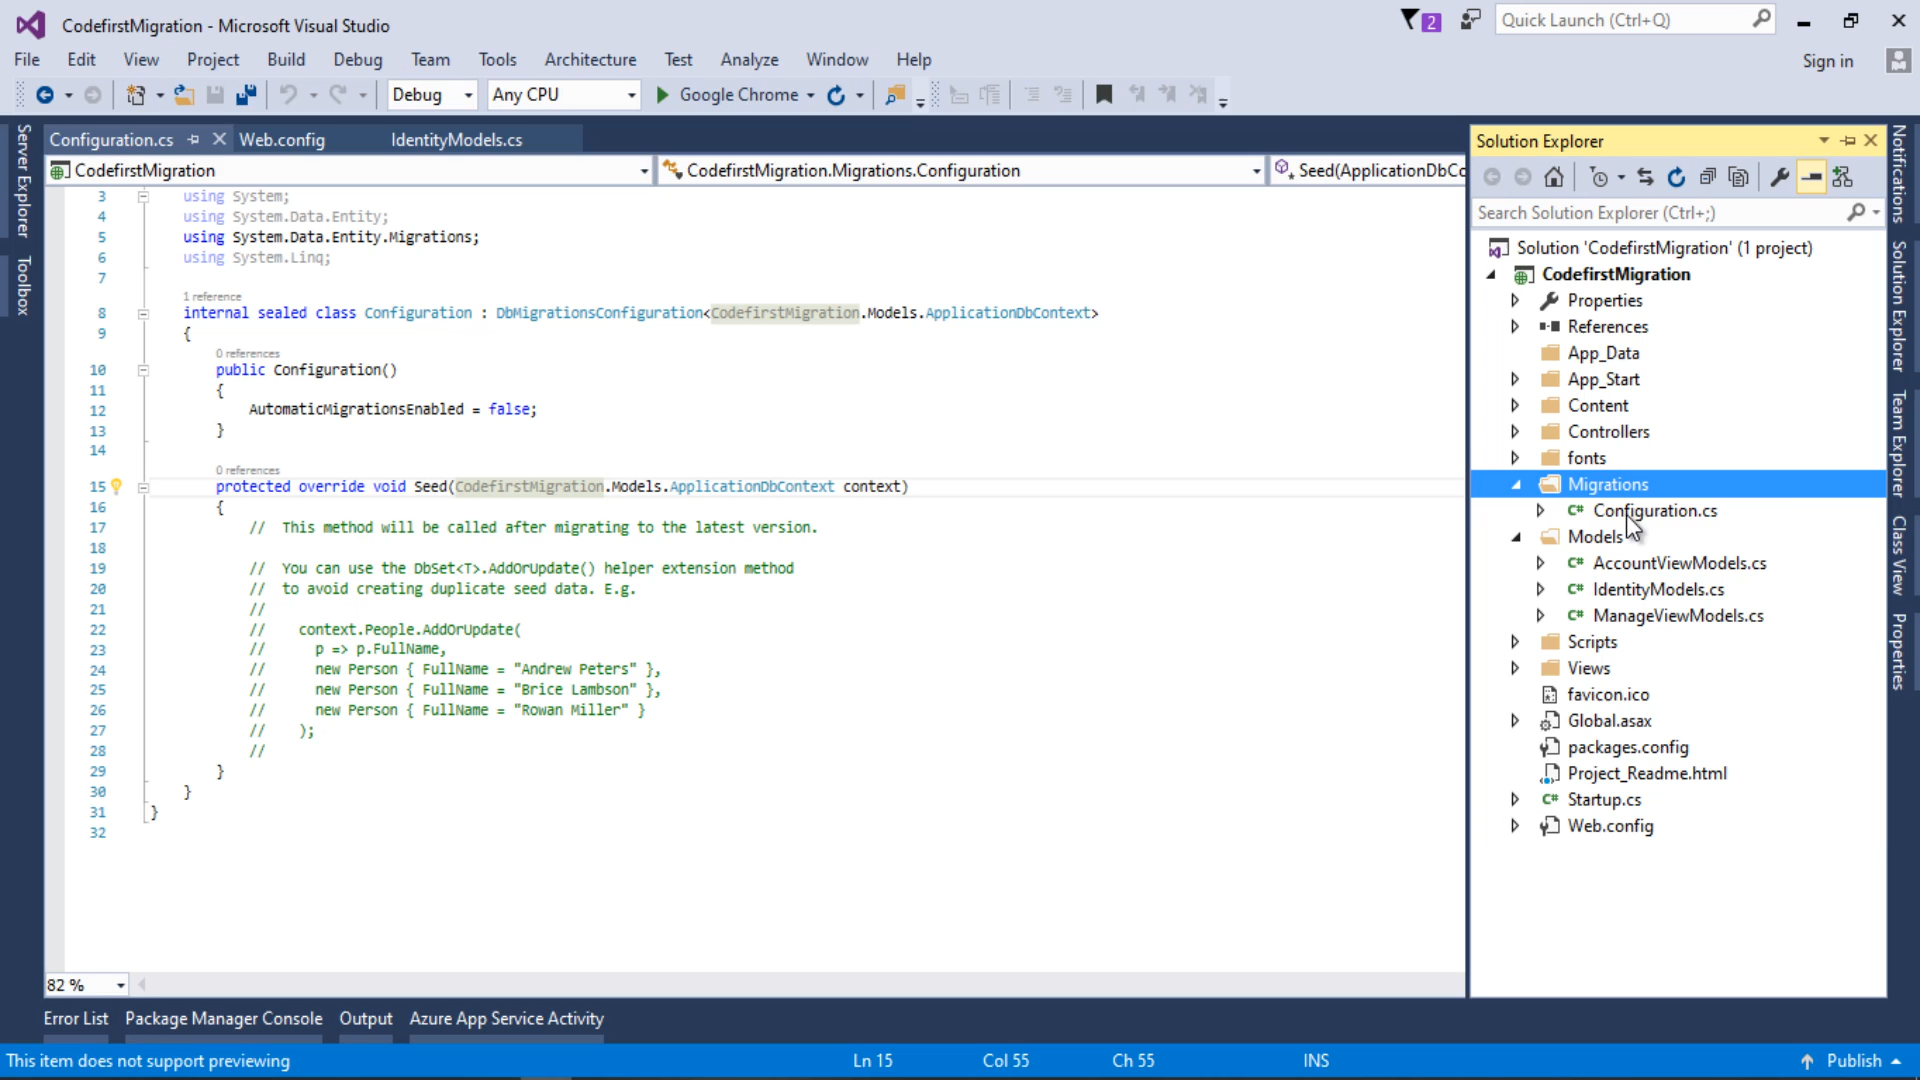 CodefirstMigration - Microsoft Visual Studio
2
Quick Launch (Ctrl+Q)
File Edit View Project Build Debug Team Tools Architecture Test Analyze Window Help
Sign in
Debug
Any CPU
Google Chrome
Server Explorer
Toolbox
Configuration.cs
Web.config
IdentityModels.cs
CodefirstMigration
CodefirstMigration.Migrations.Configuration
Seed(ApplicationDbCo
3 using System;
4 using System.Data.Entity;
5 using System.Data.Entity.Migrations;
6 using System.Linq;
7
1 reference
8 internal sealed class Configuration : DbMigrationsConfiguration<CodefirstMigration.Models.ApplicationDbContext>
9 {
0 references
10 public Configuration()
11 {
12 AutomaticMigrationsEnabled = false;
13 }
14
0 references
15 protected override void Seed(CodefirstMigration.Models.ApplicationDbContext context)
16 {
17 // This method will be called after migrating to the latest version.
18
19 // You can use the DbSet<T>.AddOrUpdate() helper extension method
20 // to avoid creating duplicate seed data. E.g.
21 //
22 // context.People.AddOrUpdate(
23 // p => p.FullName,
24 // new Person { FullName = "Andrew Peters" },
25 // new Person { FullName = "Brice Lambson" },
26 // new Person { FullName = "Rowan Miller" }
27 // );
28 //
29 }
30 }
31 }
32
82 %
Solution Explorer
Search Solution Explorer (Ctrl+;)
Solution 'CodefirstMigration' (1 project)
CodefirstMigration
Properties
References
App_Data
App_Start
Content
Controllers
fonts
Migrations
C# Configuration.cs
Models
C# AccountViewModels.cs
C# IdentityModels.cs
C# ManageViewModels.cs
Scripts
Views
favicon.ico
Global.asax
packages.config
Project_Readme.html
C# Startup.cs
Web.config
Notifications
Solution Explorer
Team Explorer
Class View
Properties
Error List
Package Manager Console
Output
Azure App Service Activity
This item does not support previewing
Ln 15
Col 55
Ch 55
INS
Publish